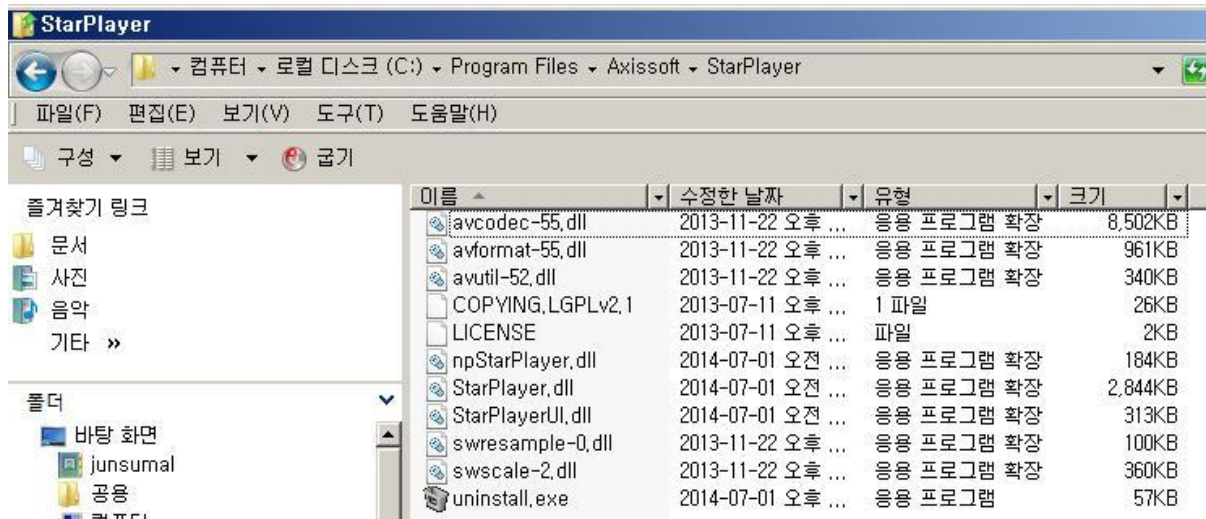 StarPlayer
컴퓨터 로컬 디스크 (C:) Program Files Axissoft StarPlayer
파일(F) 편집(E) 보기(V) 도구(T) 도움말(H)
구성 보기 굽기
즐겨찾기 링크
문서
사진
음악
기타 »
폴더
바탕 화면
junsumal
공용
이름 수정한 날짜 유형 크기
avcodec-55.dll 2013-11-22 오후 ... 응용 프로그램 확장 8,502KB
avformat-55.dll 2013-11-22 오후 ... 응용 프로그램 확장 961KB
avutil-52.dll 2013-11-22 오후 ... 응용 프로그램 확장 340KB
COPYING.LGPLv2.1 2013-07-11 오후 ... 1 파일 26KB
LICENSE 2013-07-11 오후 ... 파일 2KB
npStarPlayer.dll 2014-07-01 오전 ... 응용 프로그램 확장 184KB
StarPlayer.dll 2014-07-01 오전 ... 응용 프로그램 확장 2,844KB
StarPlayerUI.dll 2014-07-01 오전 ... 응용 프로그램 확장 313KB
swresample-0.dll 2013-11-22 오후 ... 응용 프로그램 확장 100KB
swscale-2.dll 2013-11-22 오후 ... 응용 프로그램 확장 360KB
uninstall.exe 2014-07-01 오후 ... 응용 프로그램 57KB